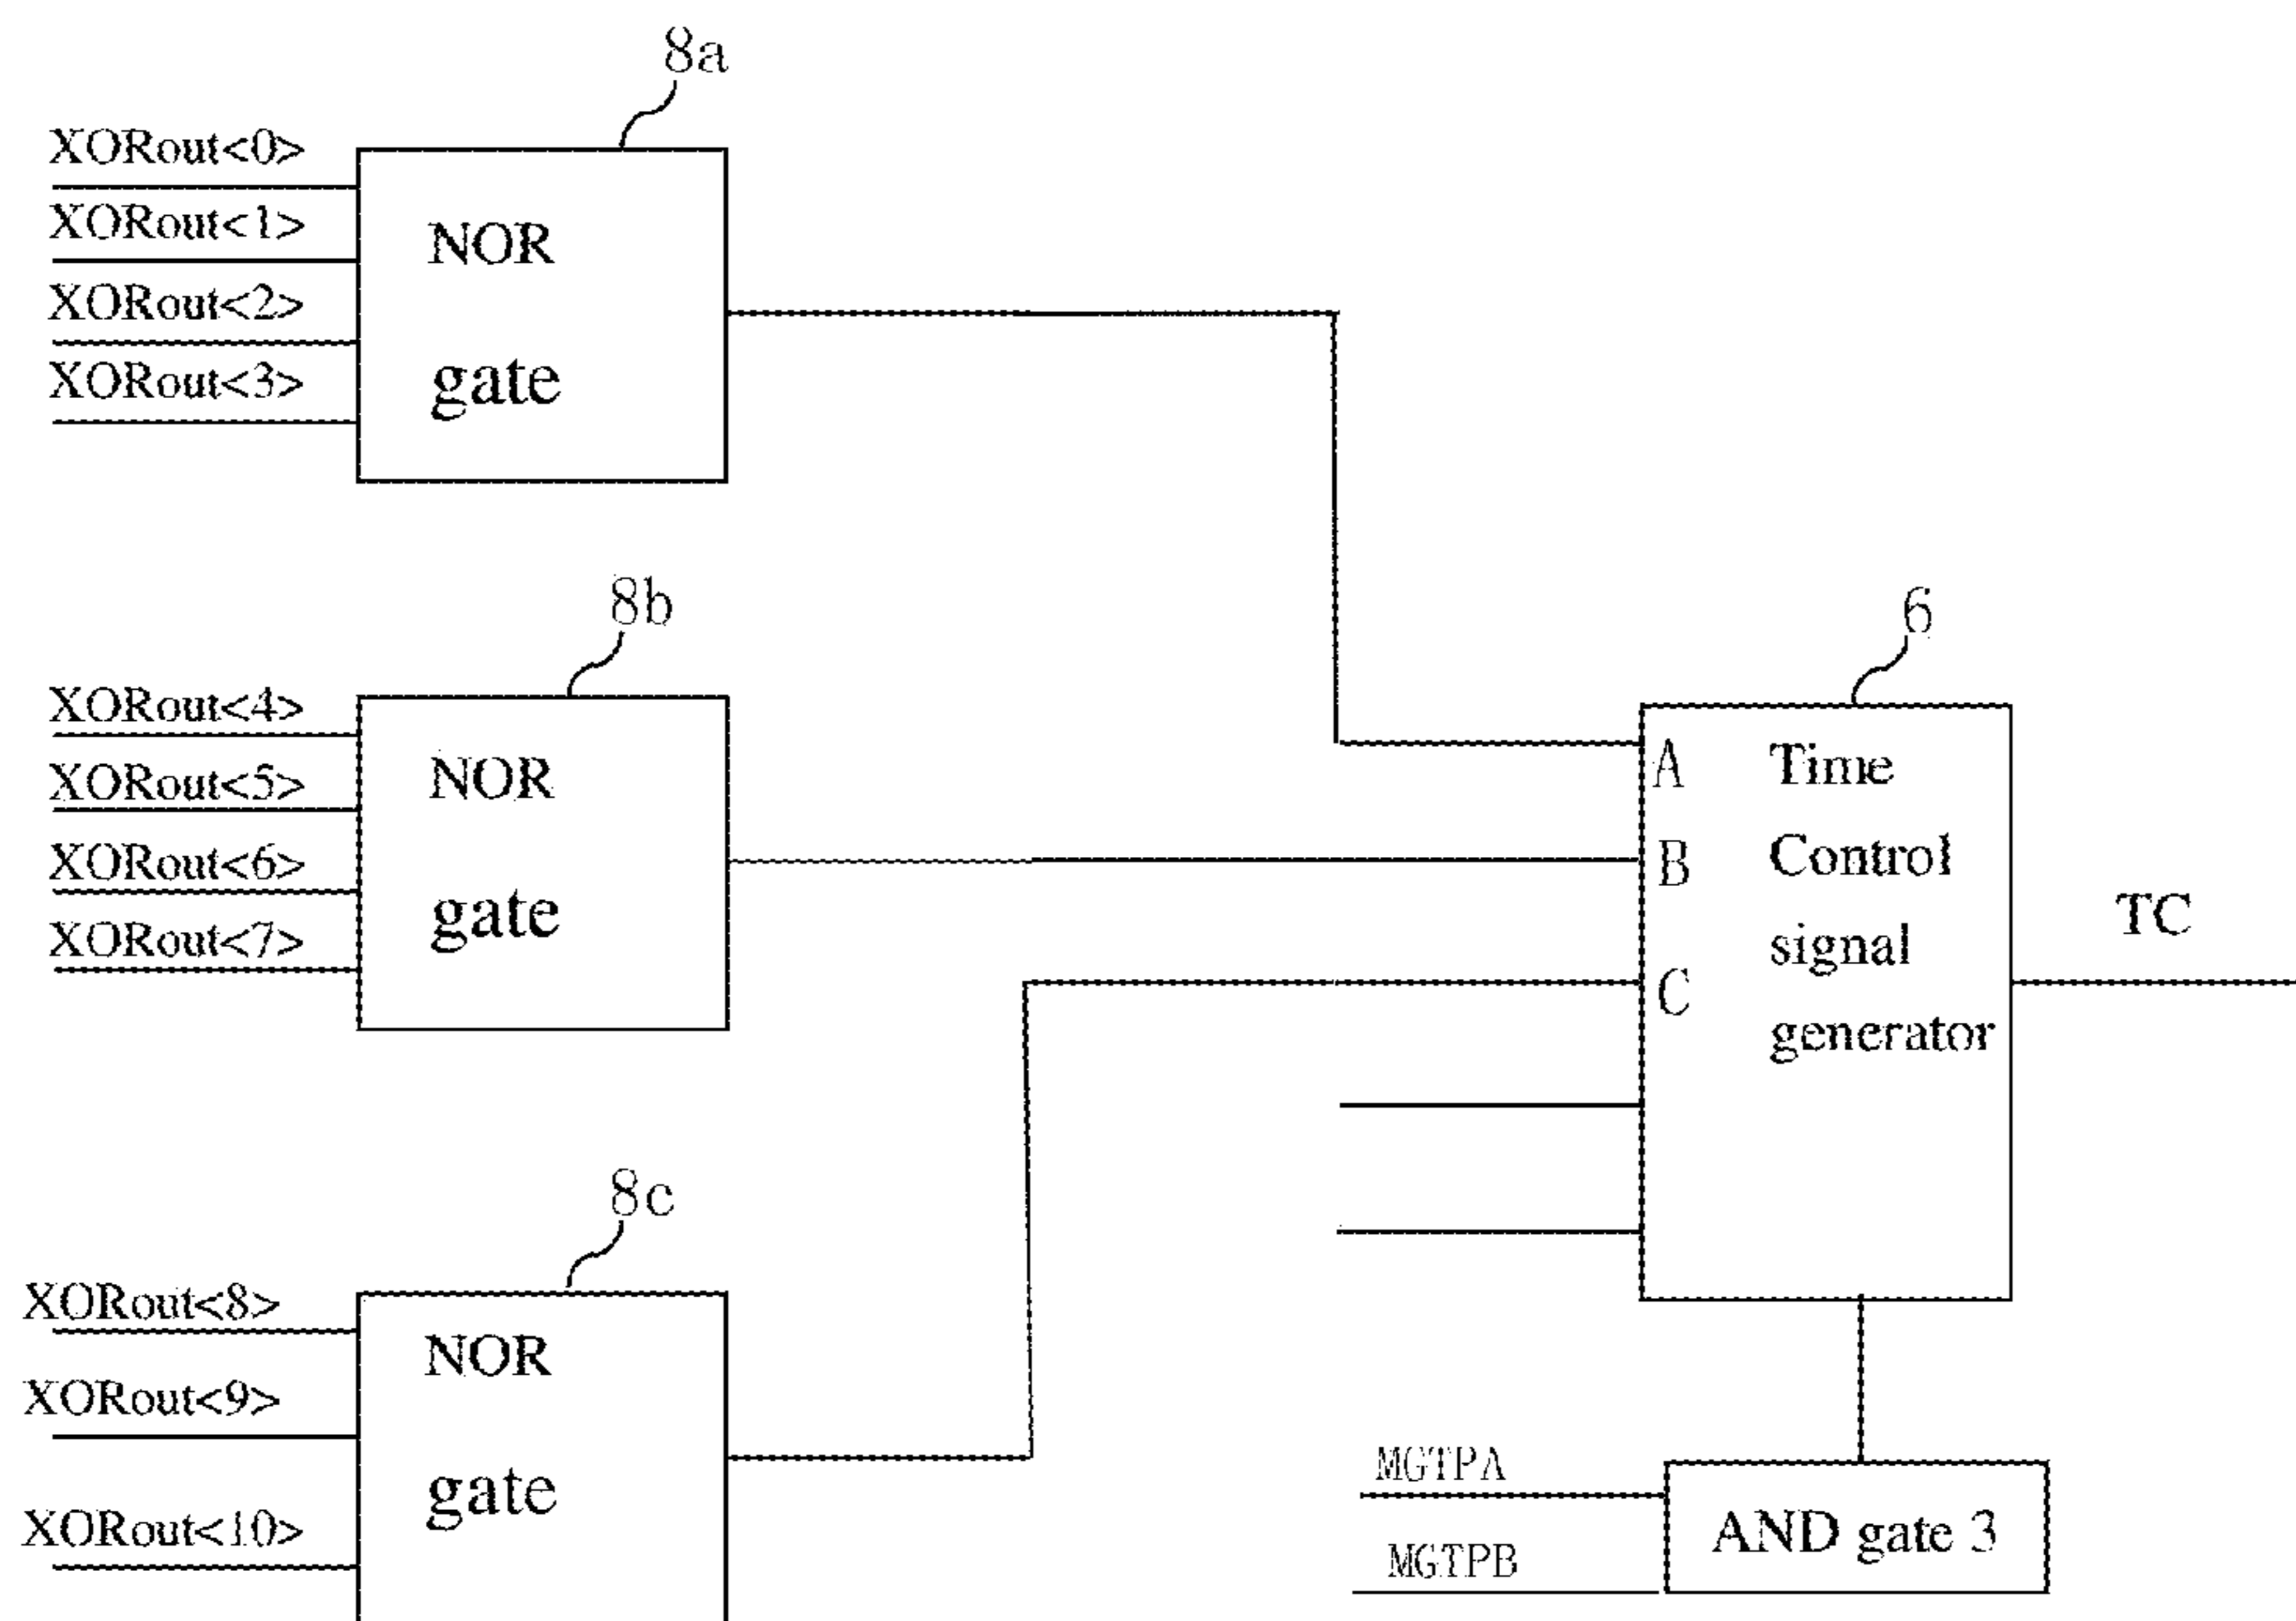 8a
XORout<0>
XORout<1>
XORout<2>
XORout<3>
NOR
gate
8b
XORout<4>
XORout<5>
XORout<6>
XORout<7>
NOR
gate
8c
XORout<8>
XORout<9>
XORout<10>
NOR
gate
6
A
B
C
Time
Control
signal
generator
TC
MGTPA
MGTPB
AND gate 3